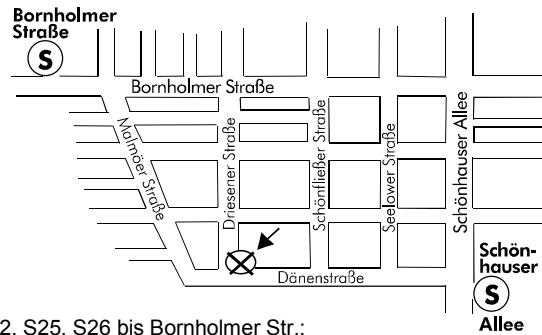 Bornholmer
Straße
S
Bornholmer Straße
Malmöer Straße
Driesener Straße
Schönfließer Straße
Seelower Straße
Schönhauser Allee
Dänenstraße
Schön-
hauser
S
Allee
2, S25, S26 bis Bornholmer Str.: